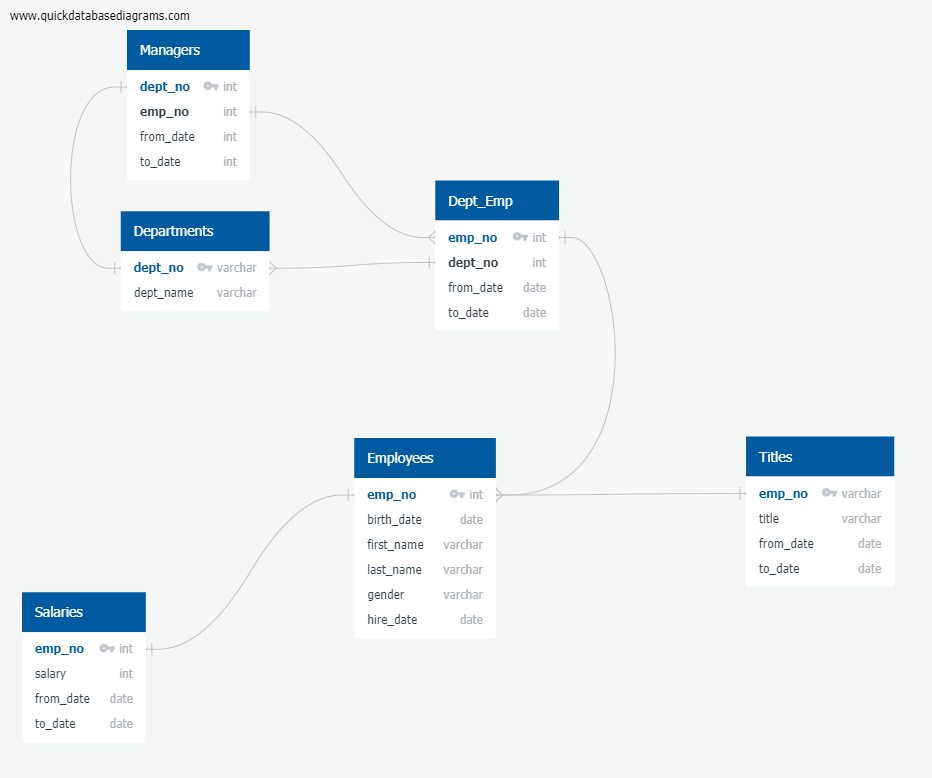 www.quickdatabasediagrams.com
Managers
dept_no int
emp_no int
from_date int
to_date int
Departments
dept_no varchar
dept_name varchar
Dept_Emp
emp_no int
dept_no int
from_date date
to_date date
Employees
emp_no int
birth_date date
first_name varchar
last_name varchar
gender varchar
hire_date date
Titles
emp_no varchar
title varchar
from_date date
to_date date
Salaries
emp_no int
salary int
from_date date
to_date date